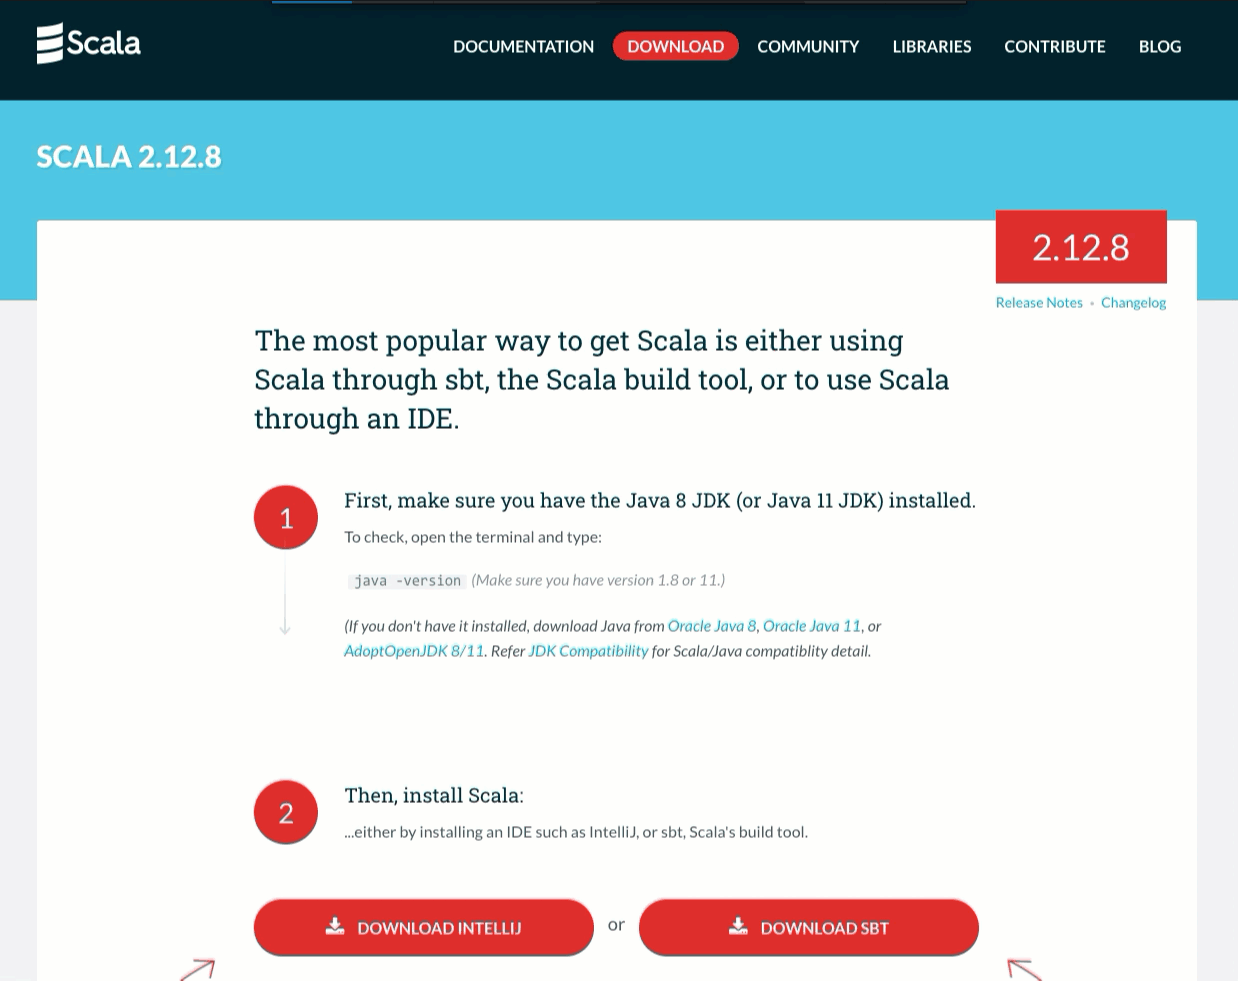 Scala
DOCUMENTATION DOWNLOAD COMMUNITY LIBRARIES CONTRIBUTE BLOG
SCALA 2.12.8
2.12.8
Release Notes • Changelog
The most popular way to get Scala is either using
Scala through sbt, the Scala build tool, or to use Scala
through an IDE.
1
First, make sure you have the Java 8 JDK (or Java 11 JDK) installed.
To check, open the terminal and type:
java -version (Make sure you have version 1.8 or 11.)
(If you don't have it installed, download Java from Oracle Java 8, Oracle Java 11, or
AdoptOpenJDK 8/11. Refer JDK Compatibility for Scala/Java compatiblity detail.
2
Then, install Scala:
...either by installing an IDE such as IntelliJ, or sbt, Scala's build tool.
DOWNLOAD INTELLIJ or DOWNLOAD SBT